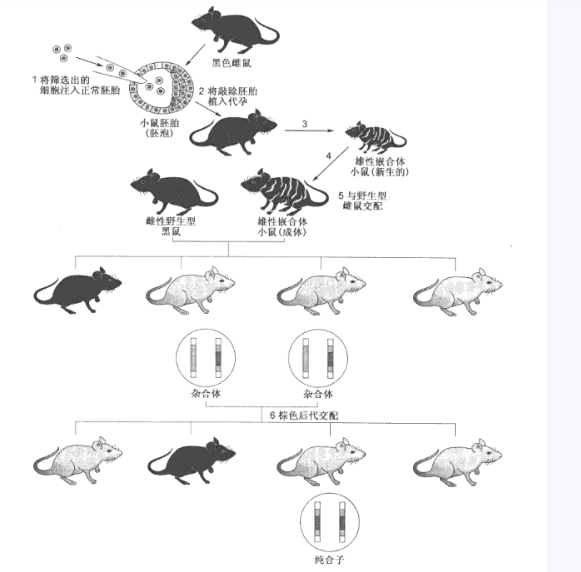 黑色雌鼠
1 将筛选出的
细胞注入正常胚胎
2 将敲除胚胎
植入代孕
小鼠胚胎
(胚泡)
3
4
雄性嵌合体
小鼠(新生的)
5 与野生型
雌鼠交配
雌性野生型
黑鼠
雄性嵌合体
小鼠(成体)
杂合体
杂合体
6 棕色后代交配
纯合子